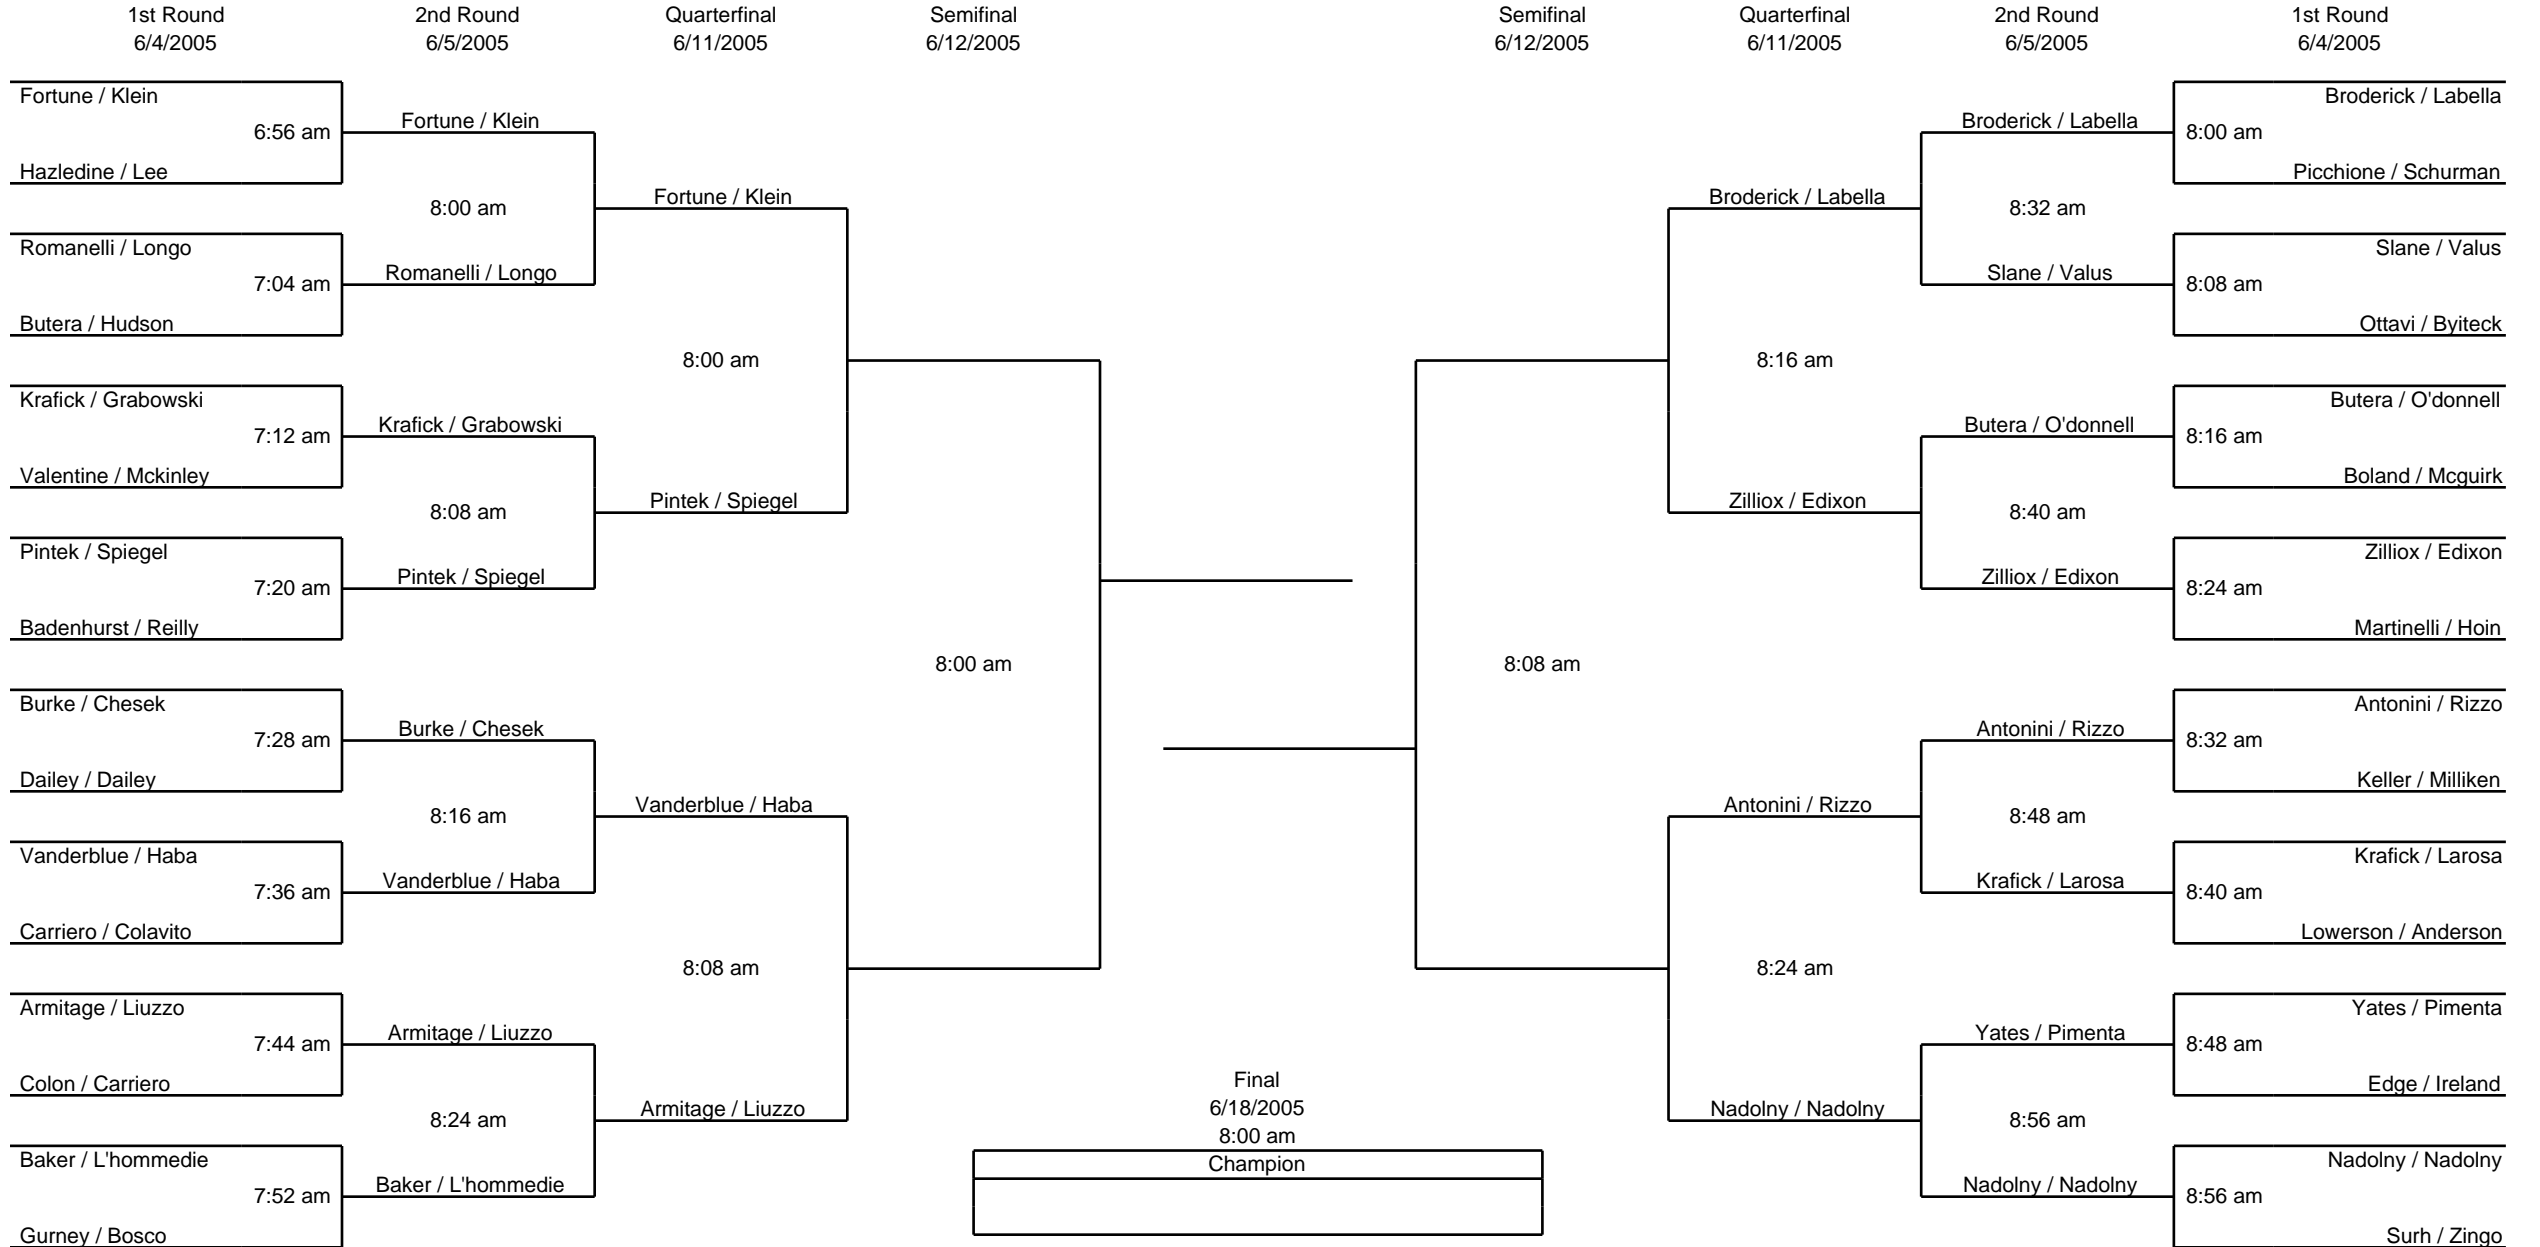 1st Round
6/4/2005
2nd Round
6/5/2005
Quarterfinal
6/11/2005
Semifinal
6/12/2005
Semifinal
6/12/2005
Quarterfinal
6/11/2005
2nd Round
6/5/2005
1st Round
6/4/2005
Fortune / Klein
6:56 am
Hazledine / Lee
Romanelli / Longo
7:04 am
Butera / Hudson
Krafick / Grabowski
7:12 am
Valentine / Mckinley
Pintek / Spiegel
7:20 am
Badenhurst / Reilly
Burke / Chesek
7:28 am
Dailey / Dailey
Vanderblue / Haba
7:36 am
Carriero / Colavito
Armitage / Liuzzo
7:44 am
Colon / Carriero
Baker / L'hommedie
7:52 am
Gurney / Bosco
Fortune / Klein
8:00 am
Romanelli / Longo
Krafick / Grabowski
8:08 am
Pintek / Spiegel
Burke / Chesek
8:16 am
Vanderblue / Haba
Armitage / Liuzzo
8:24 am
Baker / L'hommedie
Fortune / Klein
8:00 am
Pintek / Spiegel
Vanderblue / Haba
8:08 am
Armitage / Liuzzo
8:00 am
Final
6/18/2005
8:00 am
Champion
8:08 am
Broderick / Labella
8:16 am
Zilliox / Edixon
Antonini / Rizzo
8:24 am
Nadolny / Nadolny
Broderick / Labella
8:32 am
Slane / Valus
Butera / O'donnell
8:40 am
Zilliox / Edixon
Antonini / Rizzo
8:48 am
Krafick / Larosa
Yates / Pimenta
8:56 am
Nadolny / Nadolny
Broderick / Labella
8:00 am
Picchione / Schurman
Slane / Valus
8:08 am
Ottavi / Byiteck
Butera / O'donnell
8:16 am
Boland / Mcguirk
Zilliox / Edixon
8:24 am
Martinelli / Hoin
Antonini / Rizzo
8:32 am
Keller / Milliken
Krafick / Larosa
8:40 am
Lowerson / Anderson
Yates / Pimenta
8:48 am
Edge / Ireland
Nadolny / Nadolny
8:56 am
Surh / Zingo